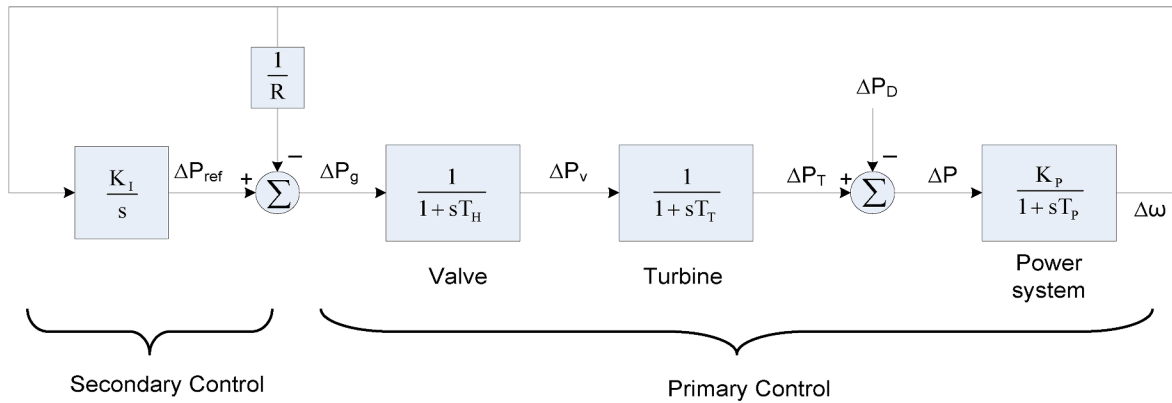 1
R
ΔP_D
K_I
s
ΔP_ref
+
−
Σ
ΔP_g
1
1 + sT_H
ΔP_v
1
1 + sT_T
ΔP_T
+
−
Σ
ΔP
K_P
1 + sT_P
Δω
Valve
Turbine
Power
system
Secondary Control
Primary Control